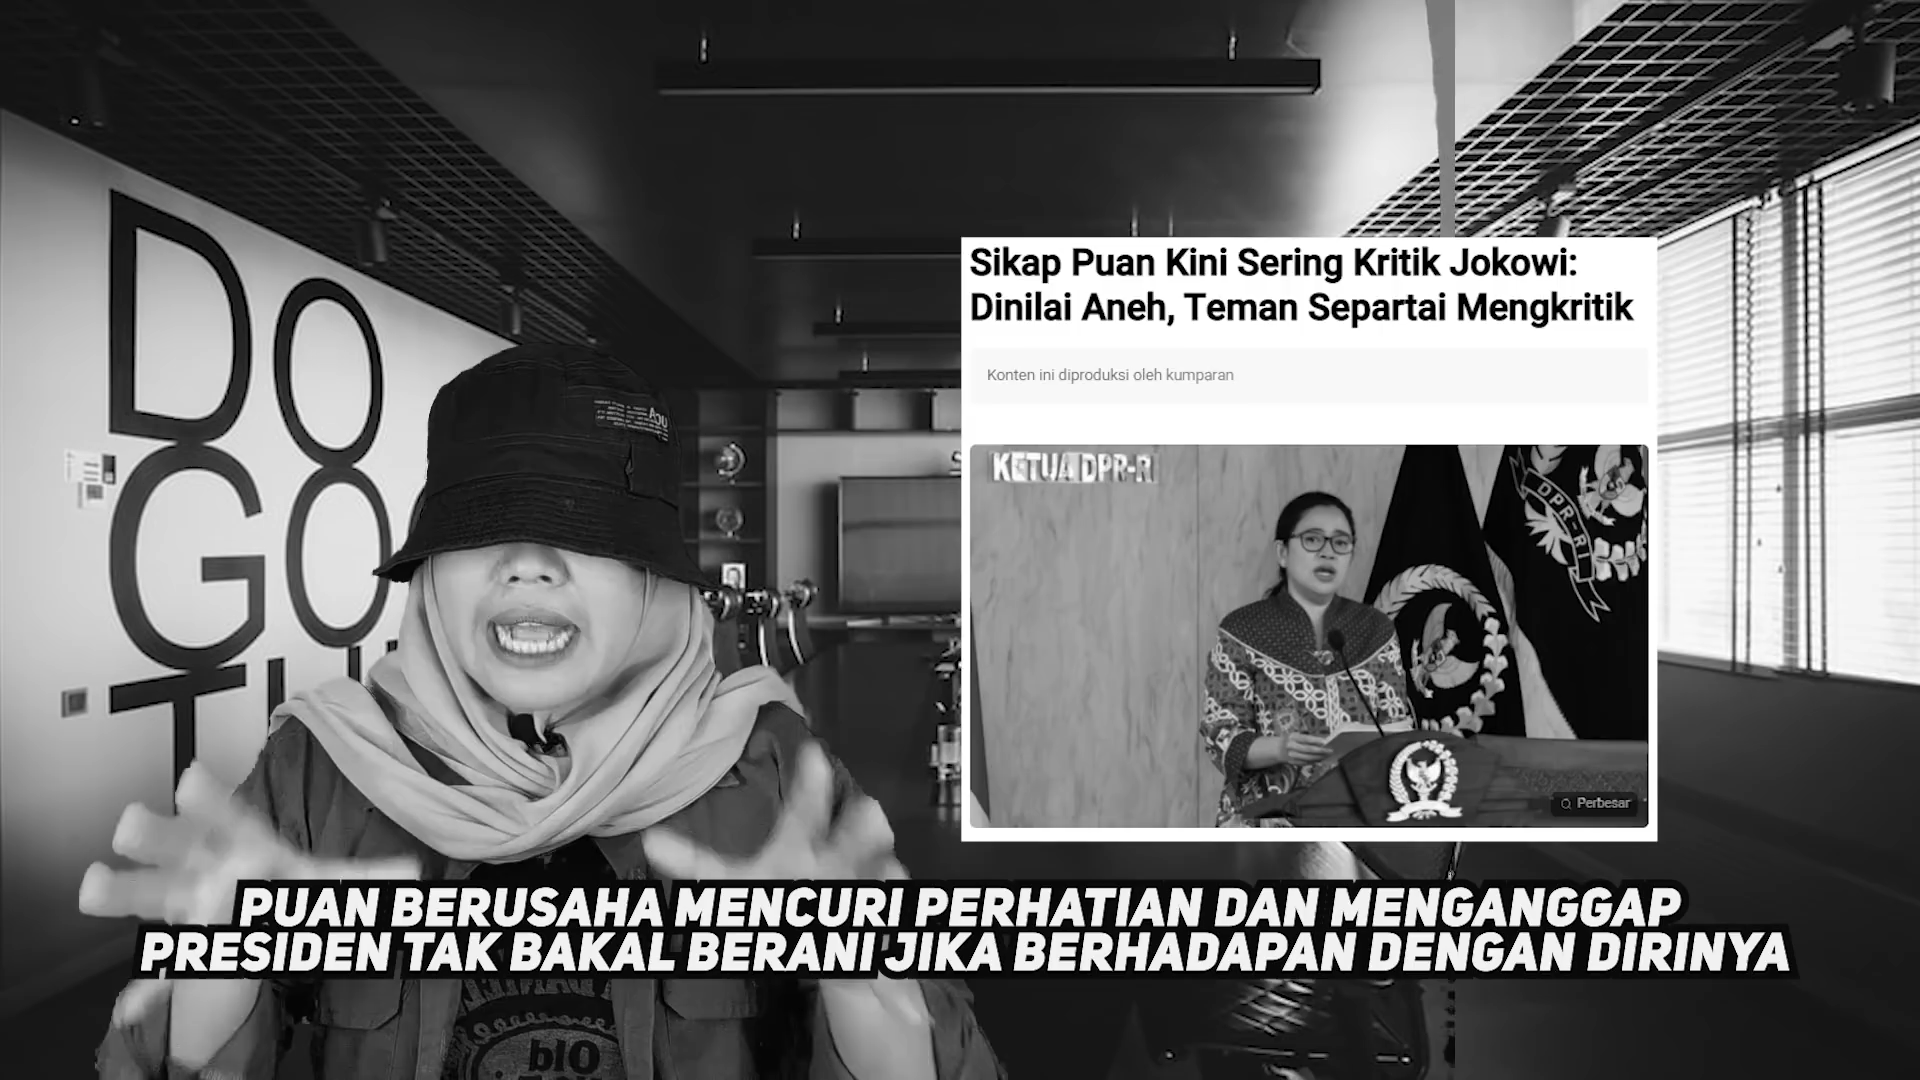 DO
GO
TH
Sikap Puan Kini Sering Kritik Jokowi:
Dinilai Aneh, Teman Separtai Mengkritik
Konten ini diproduksi oleh kumparan
KETUA DPR-R
DPR-RI
Perbesar
PUAN BERUSAHA MENCURI PERHATIAN DAN MENGANGGAP
PRESIDEN TAK BAKAL BERANI JIKA BERHADAPAN DENGAN DIRINYA